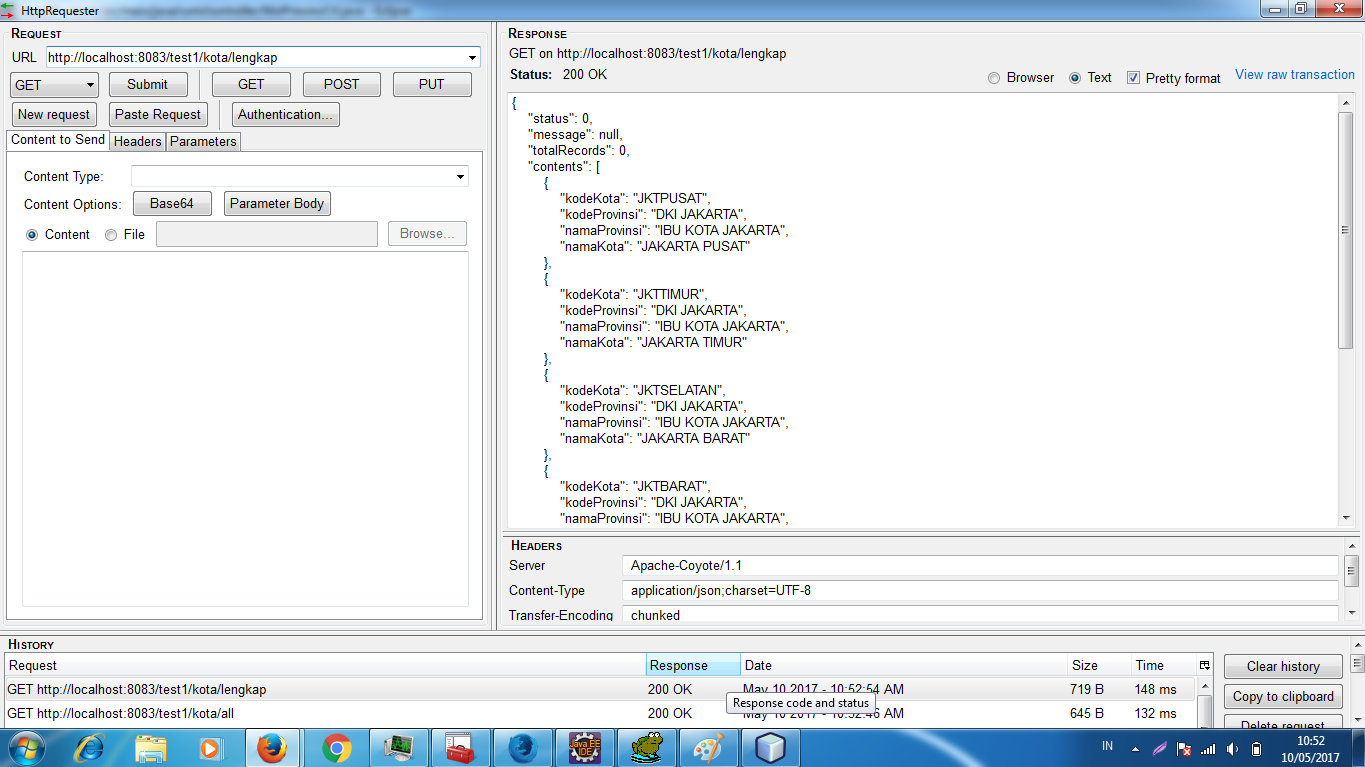 HttpRequester
REQUEST
URL http://localhost:8083/test1/kota/lengkap
GET Submit GET POST PUT
New request Paste Request Authentication...
Content to Send Headers Parameters
Content Type:
Content Options: Base64 Parameter Body
Content File Browse...
RESPONSE
GET on http://localhost:8083/test1/kota/lengkap
Status: 200 OK
Browser Text Pretty format View raw transaction
{
"status": 0,
"message": null,
"totalRecords": 0,
"contents": [
{
"kodeKota": "JKTPUSAT",
"kodeProvinsi": "DKI JAKARTA",
"namaProvinsi": "IBU KOTA JAKARTA",
"namaKota": "JAKARTA PUSAT"
},
{
"kodeKota": "JKTTIMUR",
"kodeProvinsi": "DKI JAKARTA",
"namaProvinsi": "IBU KOTA JAKARTA",
"namaKota": "JAKARTA TIMUR"
},
{
"kodeKota": "JKTSELATAN",
"kodeProvinsi": "DKI JAKARTA",
"namaProvinsi": "IBU KOTA JAKARTA",
"namaKota": "JAKARTA BARAT"
},
{
"kodeKota": "JKTBARAT",
"kodeProvinsi": "DKI JAKARTA",
"namaProvinsi": "IBU KOTA JAKARTA",
HEADERS
Server Apache-Coyote/1.1
Content-Type application/json;charset=UTF-8
Transfer-Encoding chunked
HISTORY
Request Response Date Size Time
GET http://localhost:8083/test1/kota/lengkap 200 OK May 10 2017 - 10:52:54 AM 719 B 148 ms
Response code and status
GET http://localhost:8083/test1/kota/all 200 OK May 10 2017 - 10:52:46 AM 645 B 132 ms
Clear history
Copy to clipboard
Delete request
Java EE
IDE
IN
10:52
10/05/2017